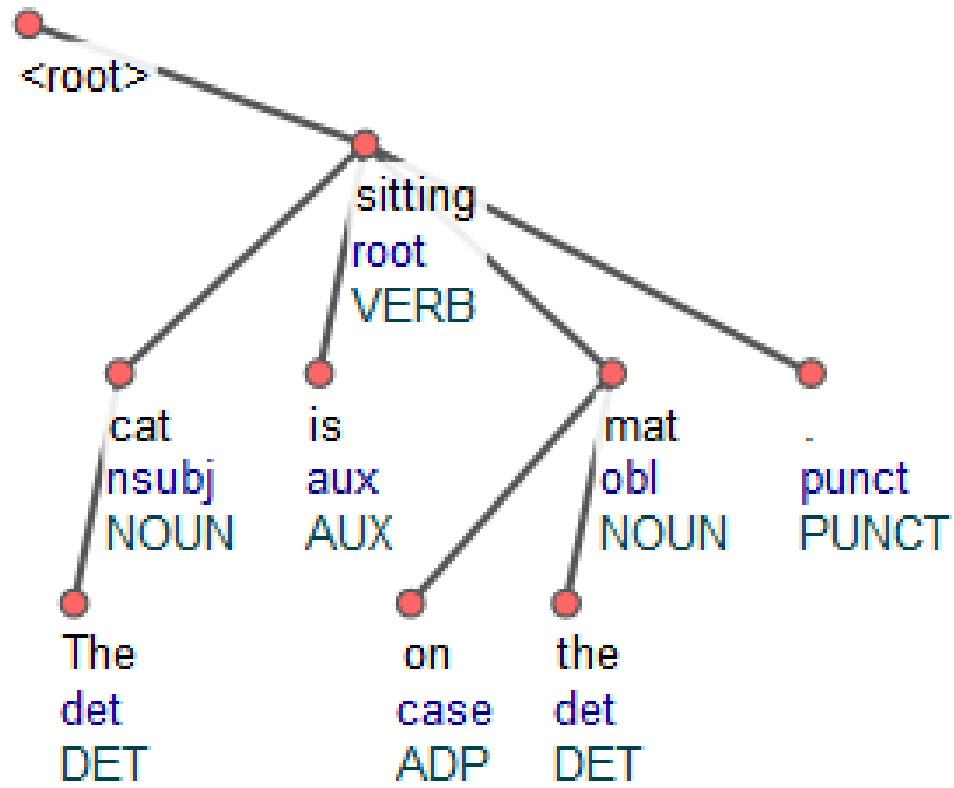 <root>
sitting
root
VERB
cat is mat .
nsubj aux obl punct
NOUN AUX NOUN PUNCT
The on the
det case det
DET ADP DET